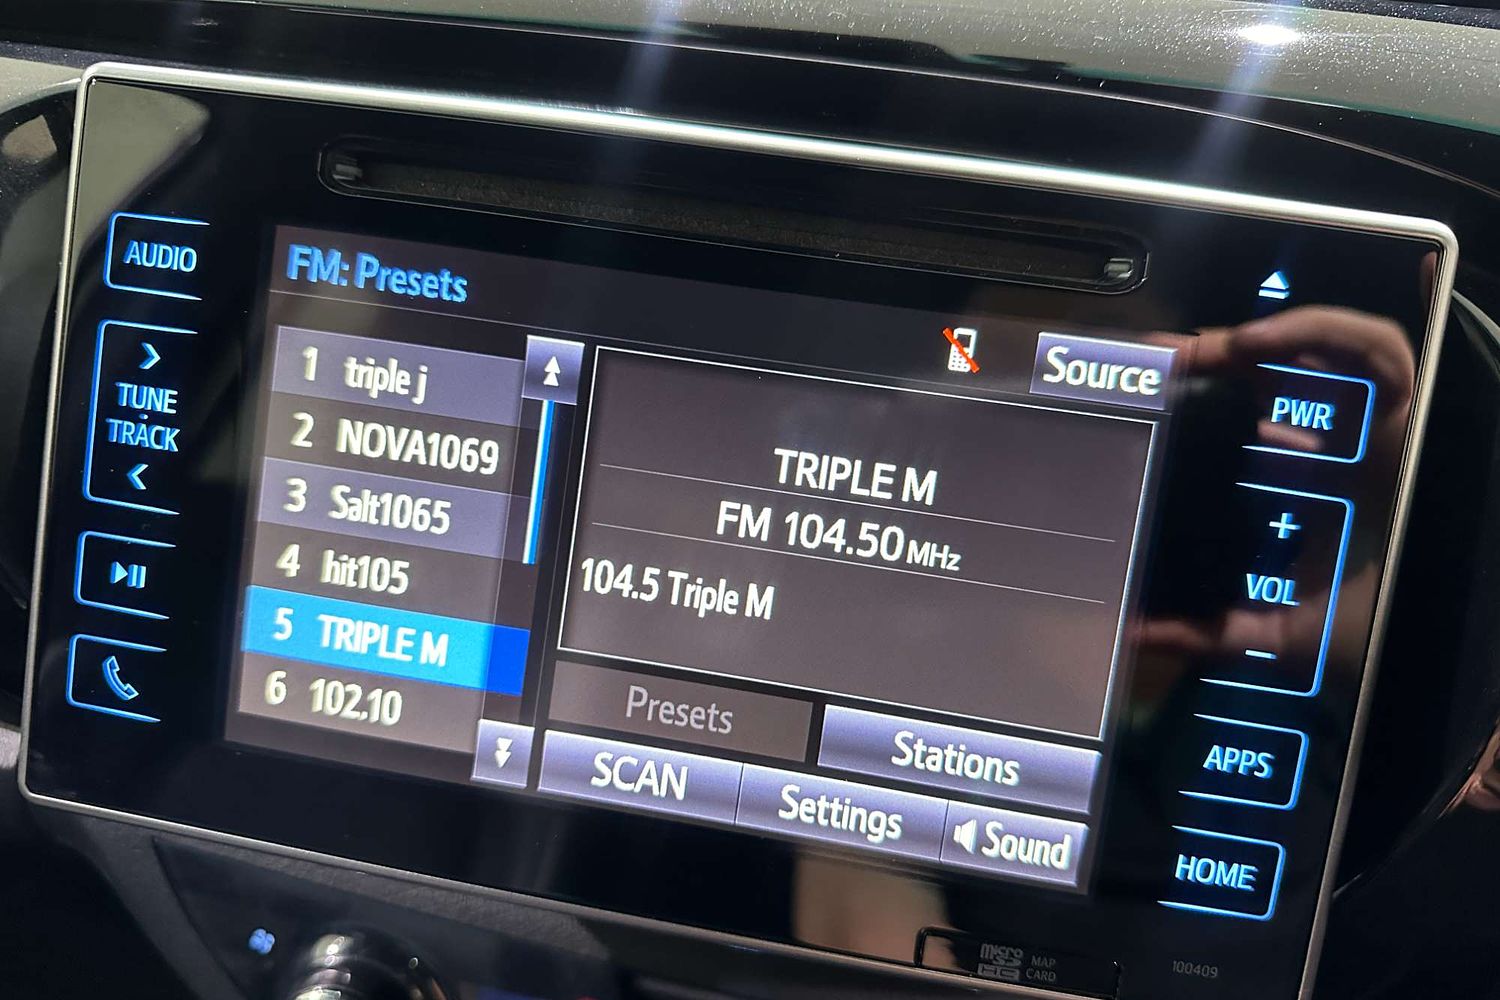 FM: Presets
Source
1 triple j
2 NOVA1069
3 Salt1065
4 hit105
5 TRIPLE M
6 102.10
TRIPLE M
FM 104.50 MHz
104.5 Triple M
Presets
Stations
SCAN
Settings
Sound
AUDIO
TUNE
TRACK
PWR
+
VOL
-
APPS
HOME
micro
SD
HC
MAP
CARD
100409